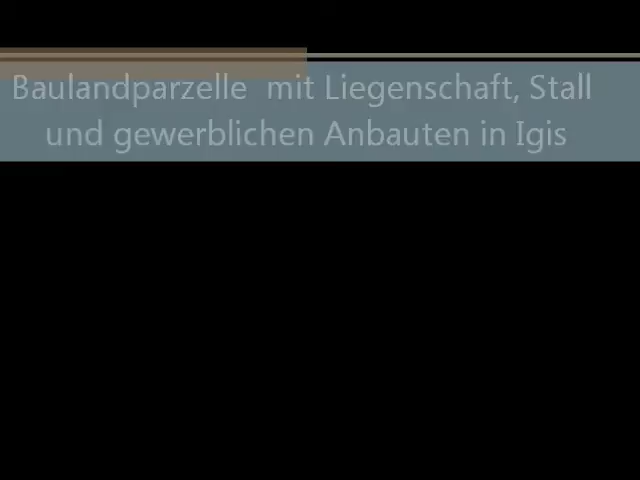 Baulandparzelle mit Liegenschaft, Stall
und gewerblichen Anbauten in Igis